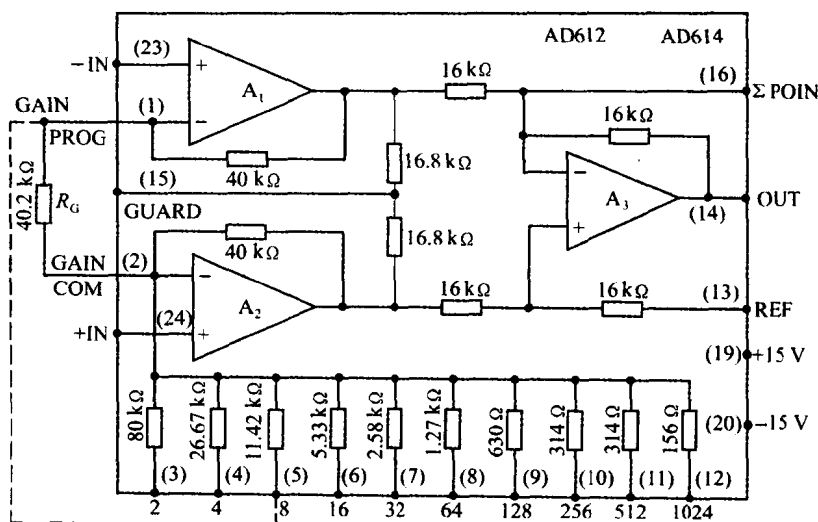 AD612 AD614
−IN (23) + A₁ − 16 kΩ (16) Σ POIN
GAIN (1)
PROG 16 kΩ
40 kΩ 16.8 kΩ
(15)
GUARD
40.2 kΩ R_G
− A₃ + (14) OUT
16.8 kΩ
40 kΩ
GAIN (2)
COM
− A₂ + 16 kΩ 16 kΩ (13) REF
+IN (24)
(19) +15 V
80 kΩ 26.67 kΩ 11.42 kΩ 5.33 kΩ 2.58 kΩ 1.27 kΩ 630 Ω 314 Ω 314 Ω 156 Ω
(20) −15 V
(3) (4) (5) (6) (7) (8) (9) (10) (11) (12)
2 4 8 16 32 64 128 256 512 1024